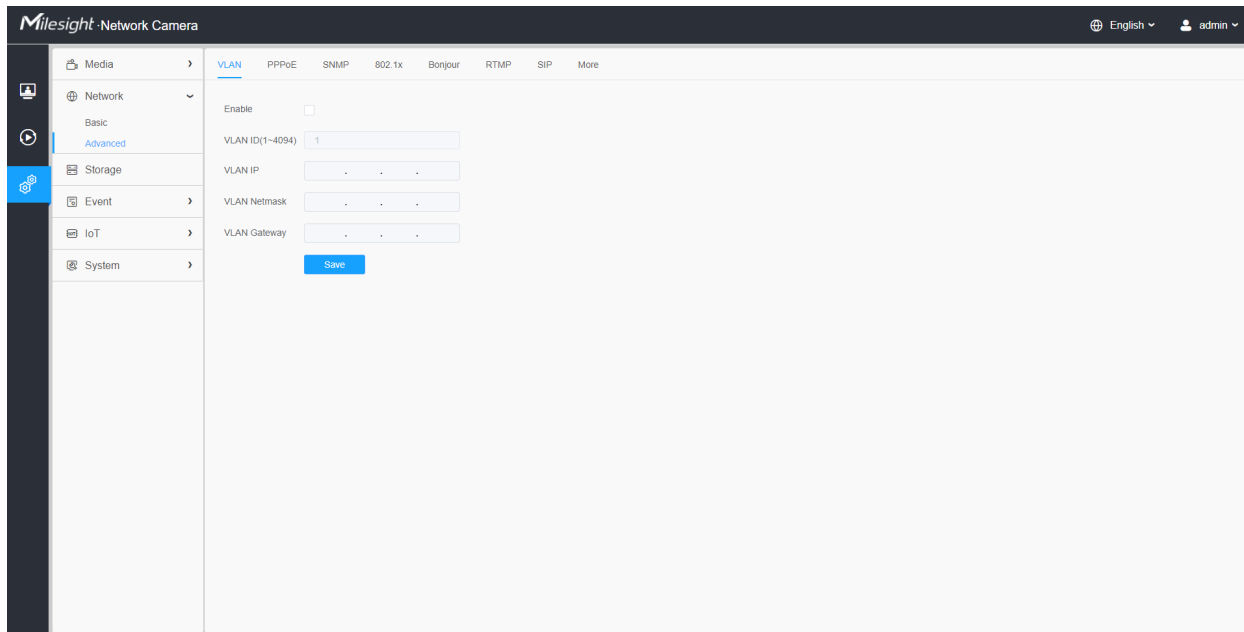 Milesight ·Network Camera
English
admin
Media
Network
Basic
Advanced
Storage
Event
IoT
System
VLAN PPPoE SNMP 802.1x Bonjour RTMP SIP More
Enable
VLAN ID(1~4094) 1
VLAN IP . . .
VLAN Netmask . . .
VLAN Gateway . . .
Save